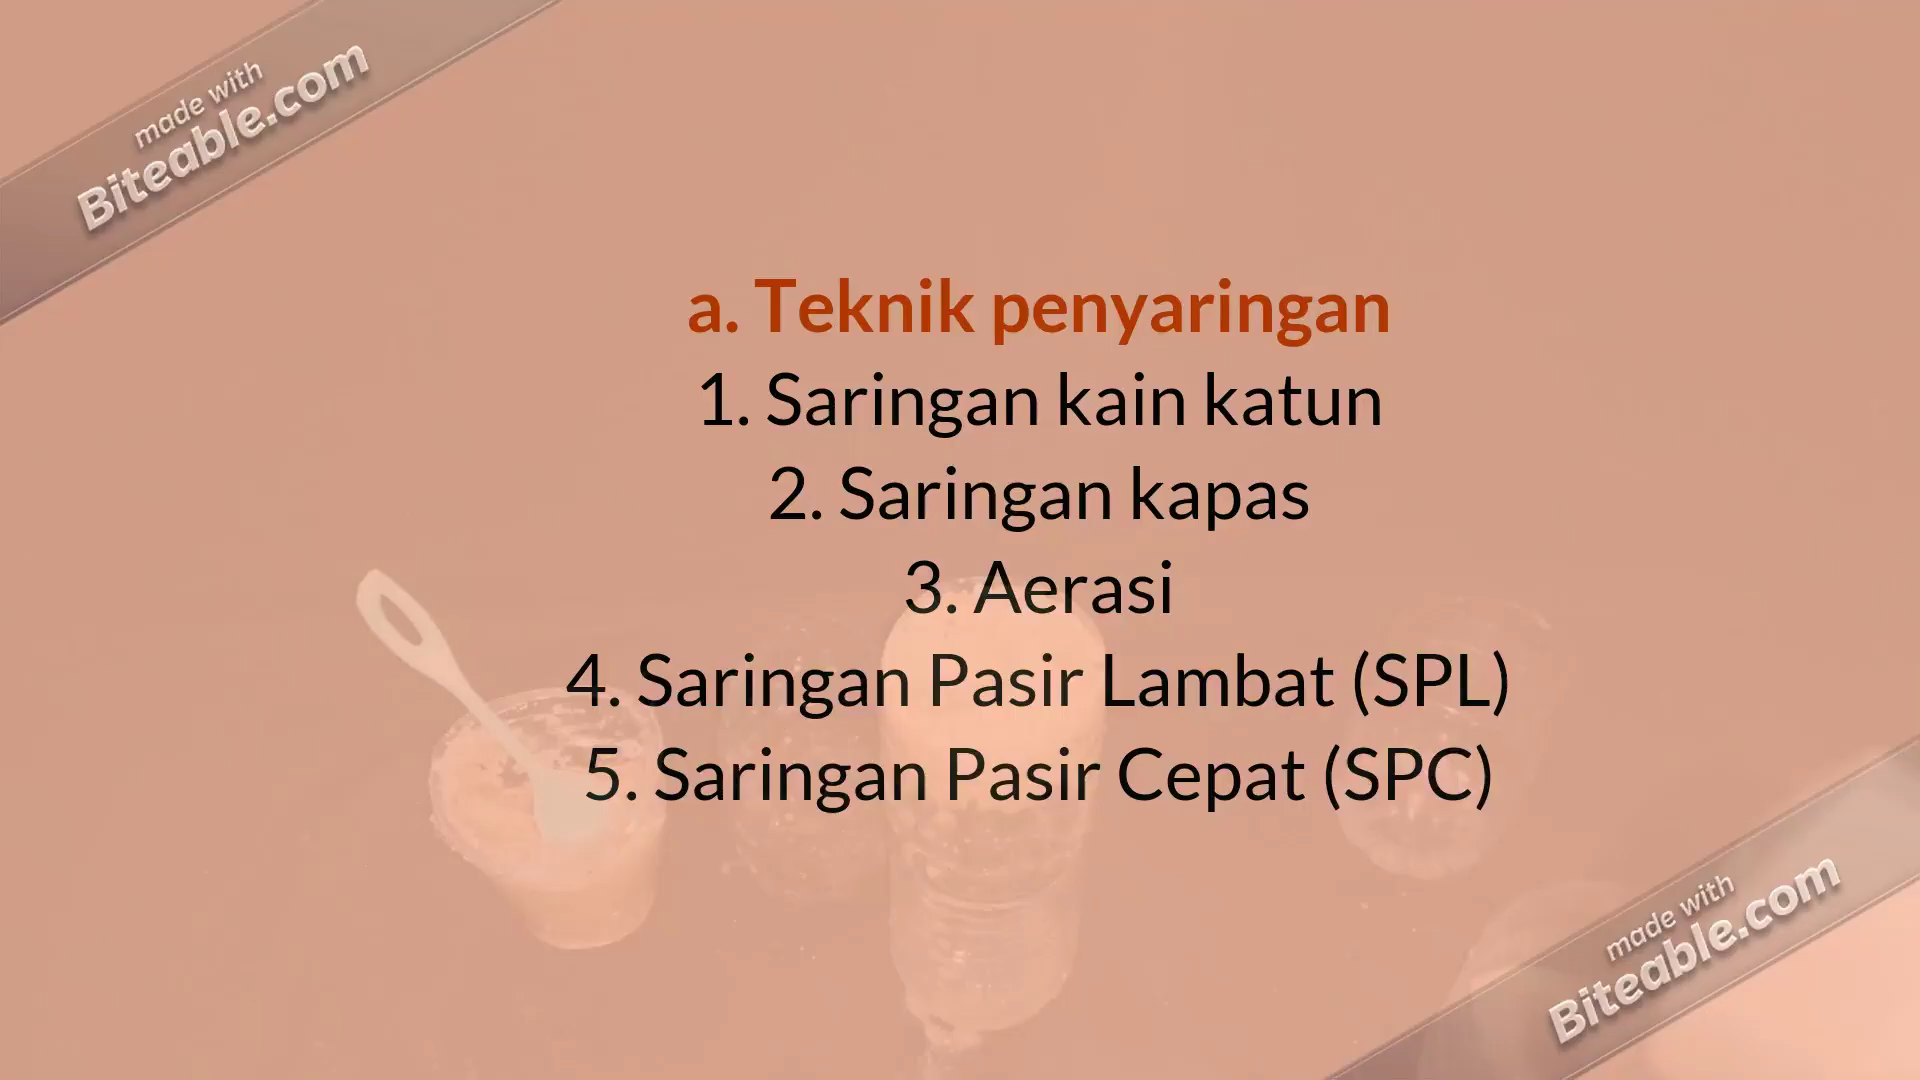 made with
Biteable.com
a. Teknik penyaringan
1. Saringan kain katun
2. Saringan kapas
3. Aerasi
4. Saringan Pasir Lambat (SPL)
5. Saringan Pasir Cepat (SPC)
made with
Biteable.com